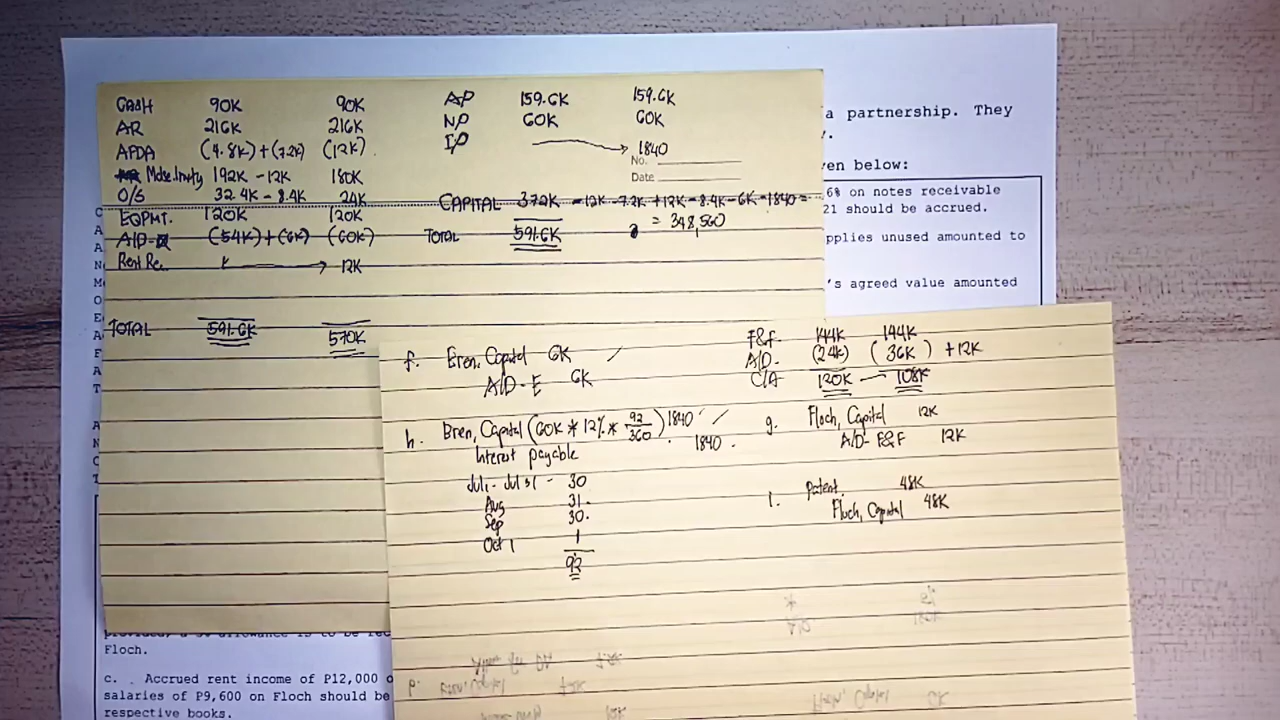 CASH 90K 90K AP 159.6K 159.6K
AR 216K 216K N/P 60K 60K
AFDA (4.8K)+(7.2K) (12K) I/P → 1840
No.
Mdse. Invty 192K -12K 180K
Date
O/S 32.4K - 8.4K 24K CAPITAL 372K -12K -7.2K +12K -8.4K -6K -1840 =
= 348,560
EQPMT. 120K 120K
A/D- (54K)+(6K) (60K) TOTAL 591.6K
Rent Re. → 12K
TOTAL 591.6K 570K
a partnership. They
en below:
6% on notes receivable
21 should be accrued.
pplies unused amounted to
's agreed value amounted
f. Eren, Capital 6K
A/D-E 6K
h. Eren, Capital (60K * 12% * 92/360) 1840
Interest payable 1840.
Jul 1 - Jul 31 - 30
Aug 31.
Sep 30.
Oct 1 1
92
F&F. 144K 144K
A/D. (24K) (36K) +12K
C/A 120K 108K
g. Floch, Capital 12K
A/D- F&F 12K
i. Patent. 48K
Floch, Capital 48K
Floch.
c. . Accrued rent income of P12,000 o
salaries of P9,600 on Floch should be
respective books.